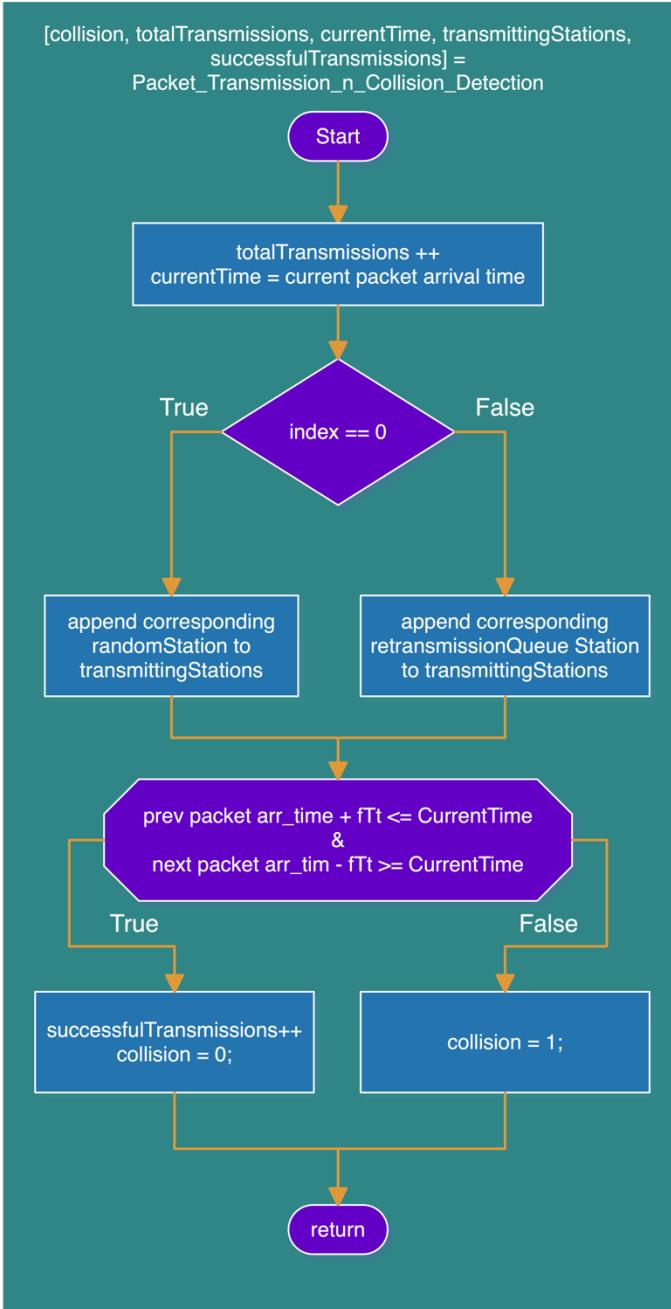 [collision, totalTransmissions, currentTime, transmittingStations,
successfulTransmissions] =
Packet_Transmission_n_Collision_Detection
Start
totalTransmissions ++
currentTime = current packet arrival time
True
False
index == 0
append corresponding
randomStation to
transmittingStations
append corresponding
retransmissionQueue Station
to transmittingStations
prev packet arr_time + fTt <= CurrentTime
&
next packet arr_tim - fTt >= CurrentTime
True
False
successfulTransmissions++
collision = 0;
collision = 1;
return